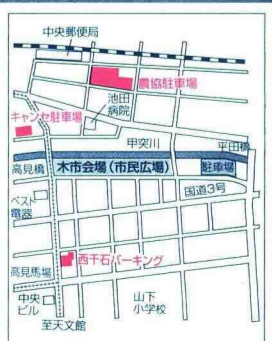 中央郵便局
農協駐車場
池田
病院
キャンセ駐車場
甲突川
平田橋
高見橋
木市会場(市民広場)
駐車場
国道3号
ベスト
電器
西千石パーキング
高見馬場
中央
ビル
山下
小学校
至天文館